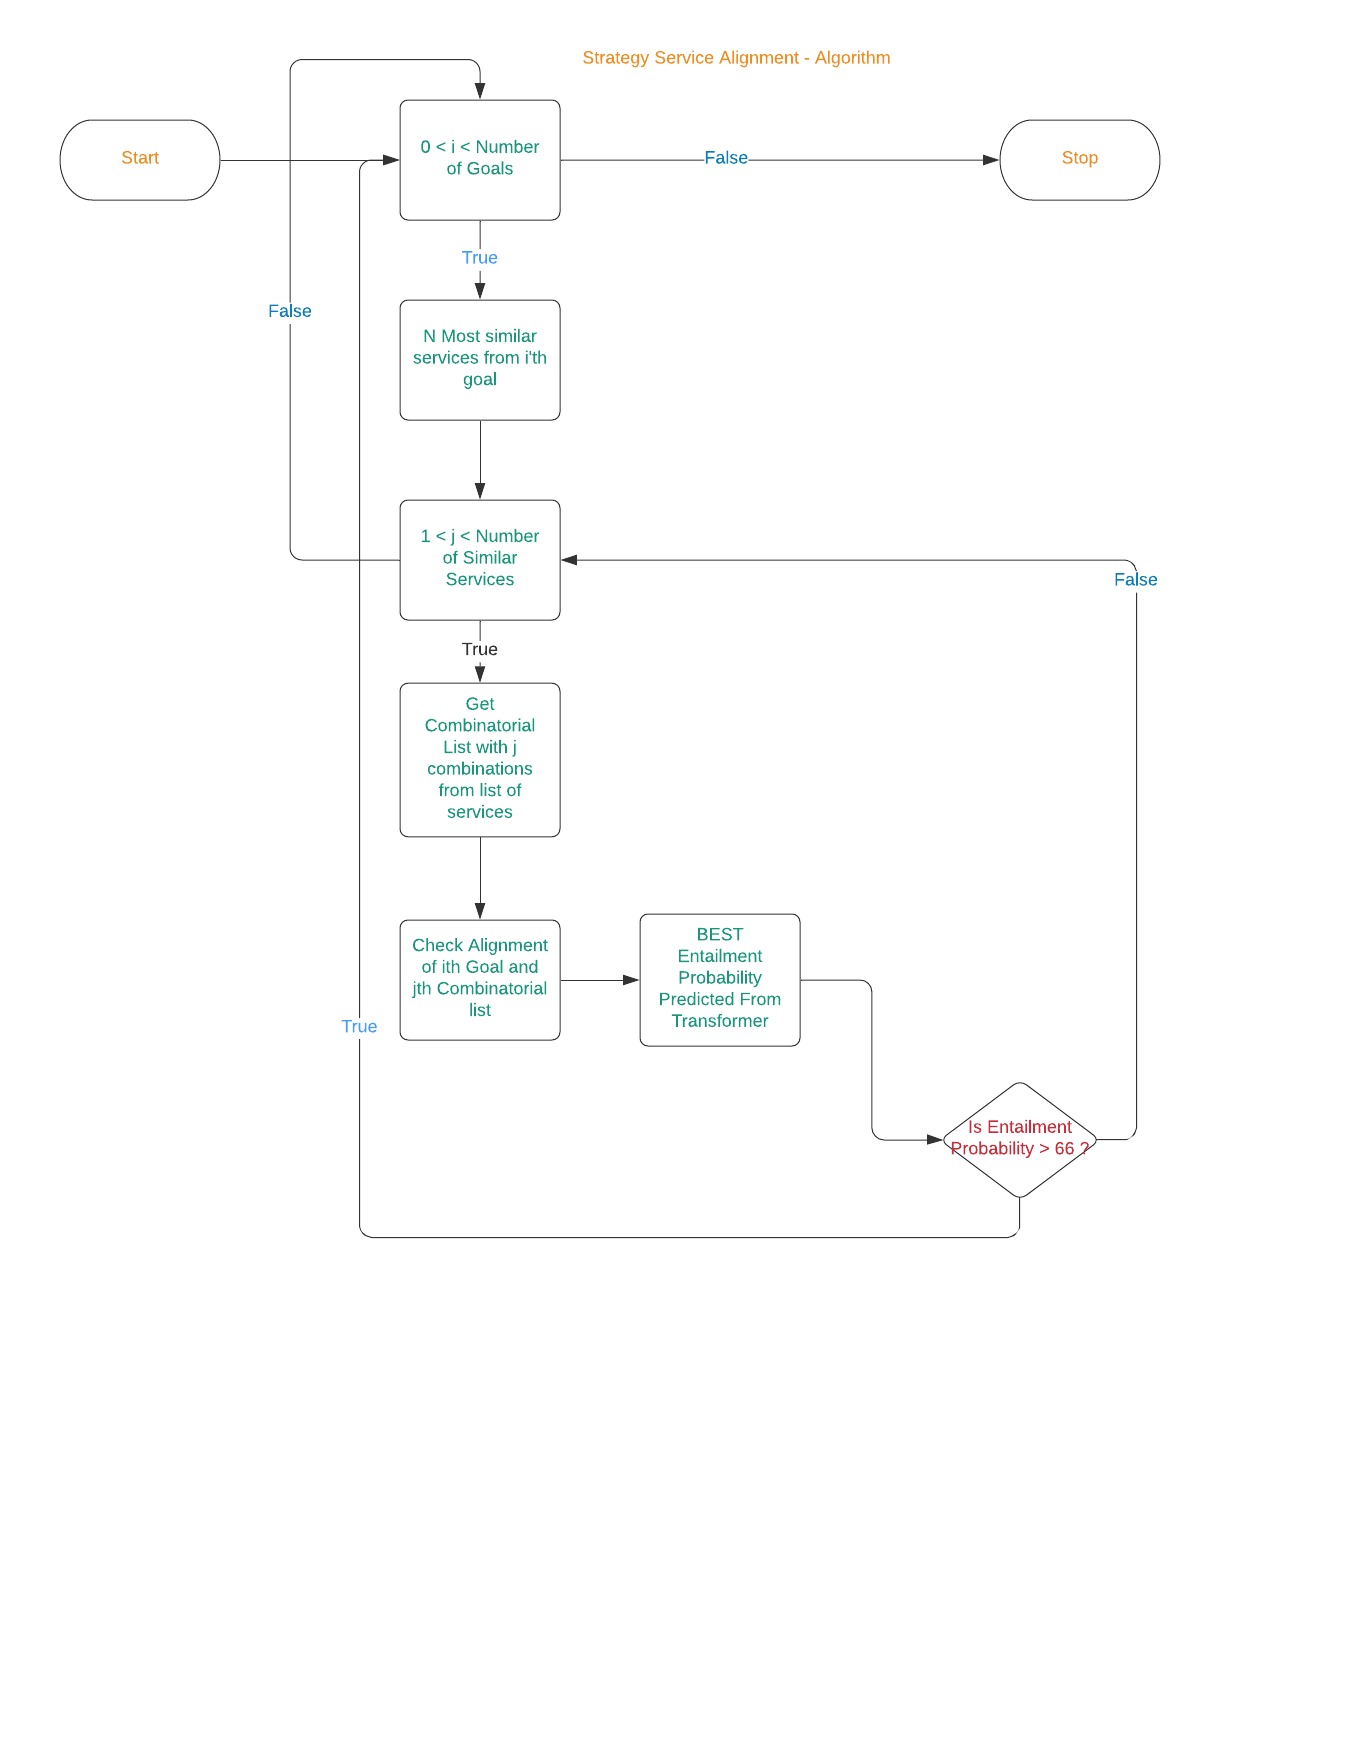 Strategy Service Alignment - Algorithm
Start
0 < i < Number
of Goals
False
Stop
True
False
N Most similar
services from i'th
goal
1 < j < Number
of Similar
Services
False
True
Get
Combinatorial
List with j
combinations
from list of
services
Check Alignment
of ith Goal and
jth Combinatorial
list
BEST
Entailment
Probability
Predicted From
Transformer
True
Is Entailment
Probability > 66 ?